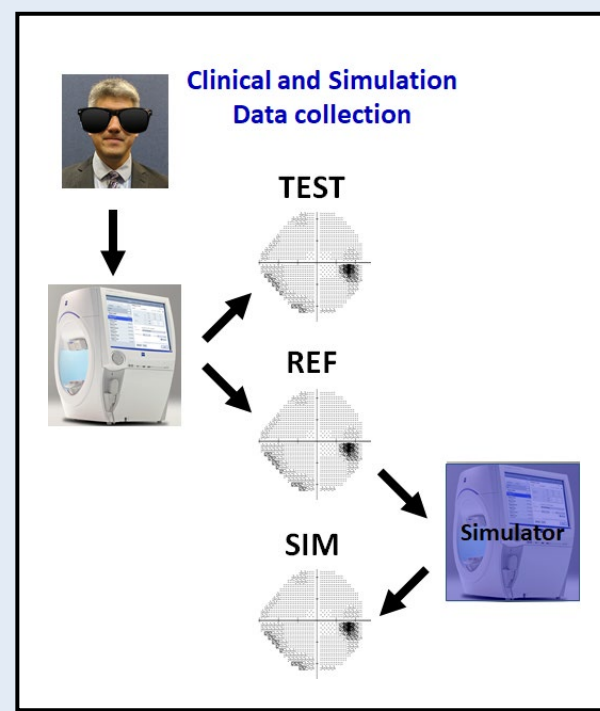 Clinical and Simulation
Data collection
TEST
REF
Simulator
SIM